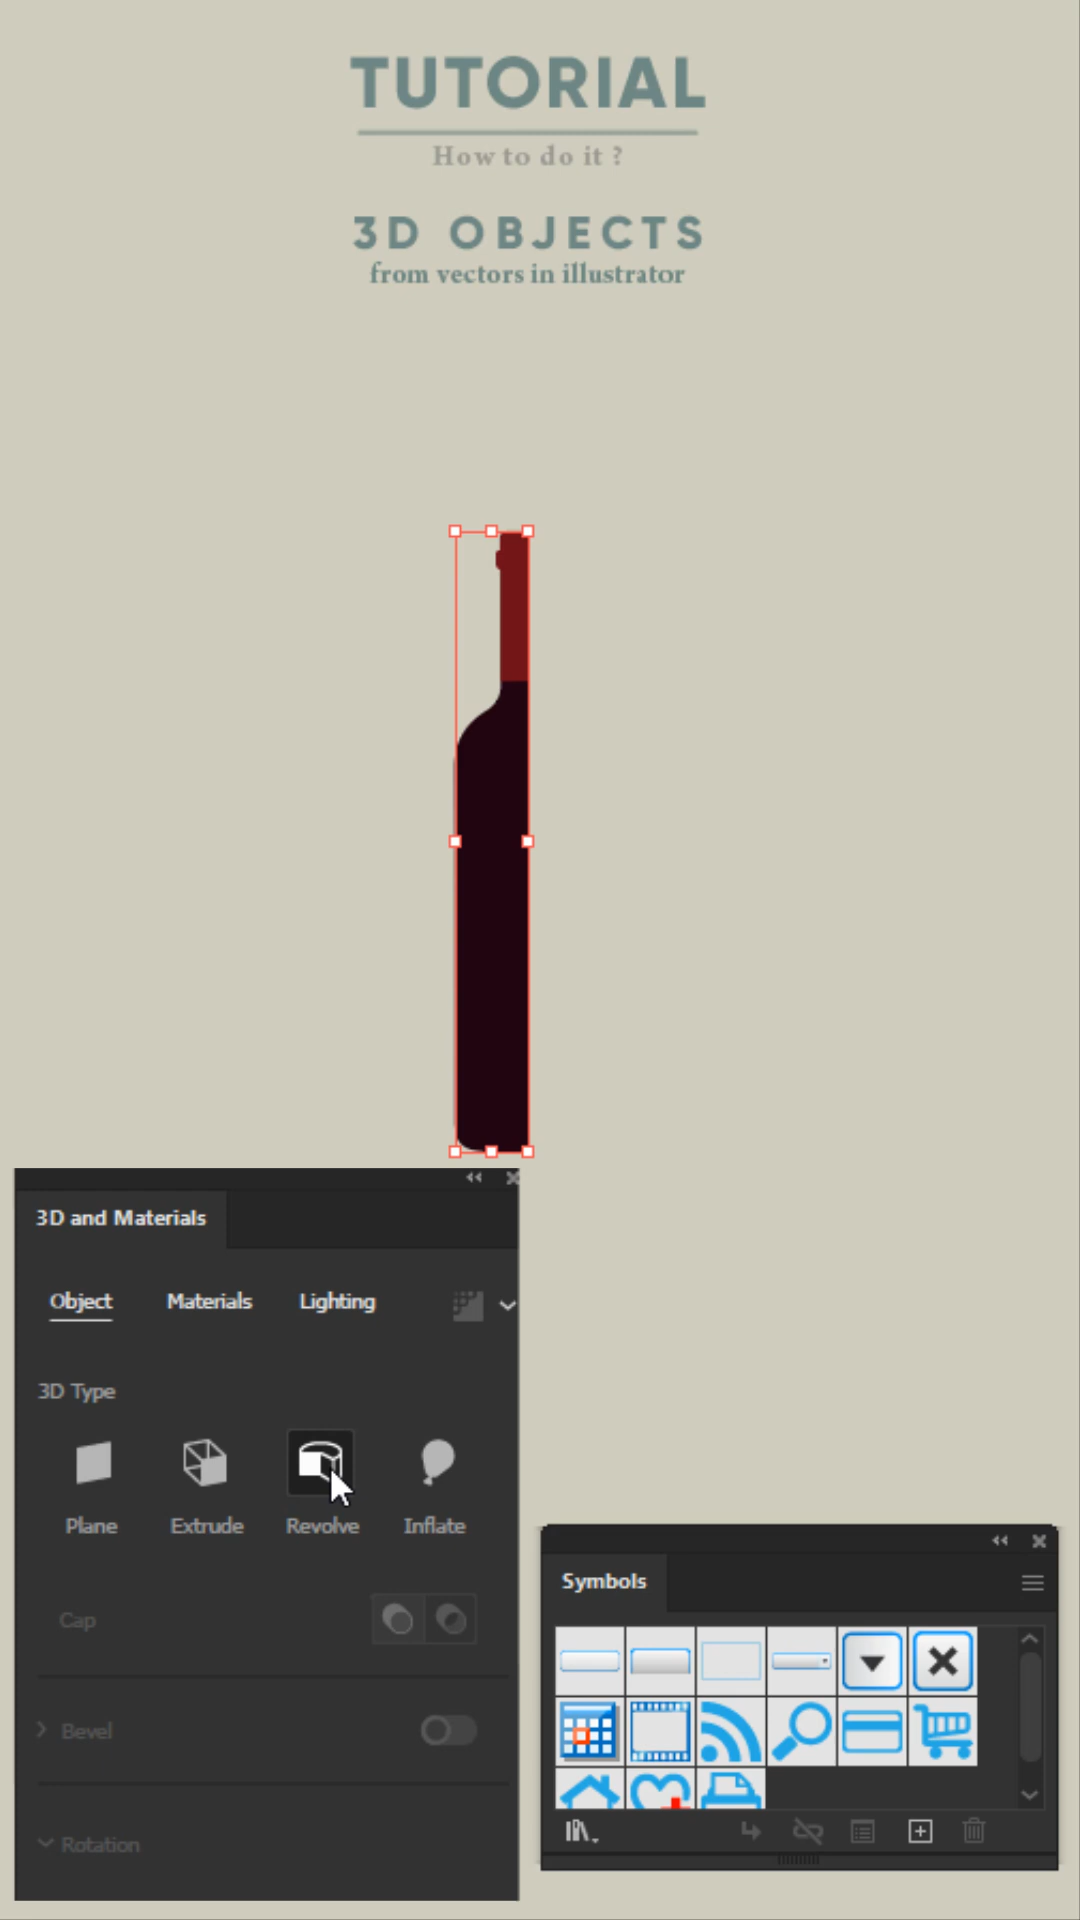 TUTORIAL
How to do it ?
3D OBJECTS
from vectors in illustrator
3D and Materials
Object Materials Lighting
3D Type
Plane Extrude Revolve Inflate
Cap
Bevel
Rotation
Symbols